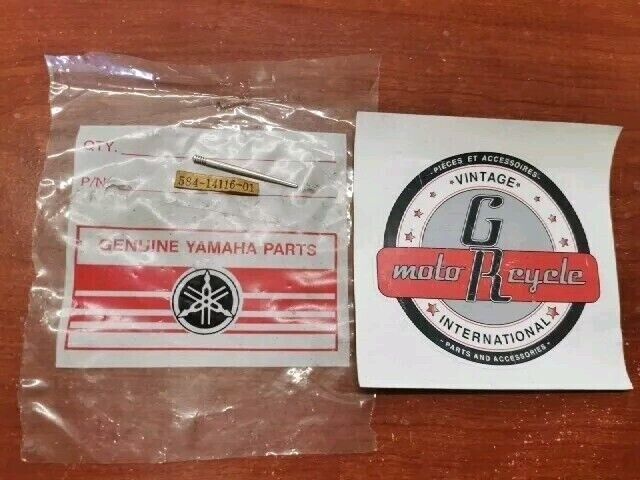 QTY.
P/N
584-14116-01
GENUINE YAMAHA PARTS
PIÈCES ET ACCESSOIRES
*VINTAGE*
G
moto R cycle
INTERNATIONAL
PARTS AND ACCESSORIES